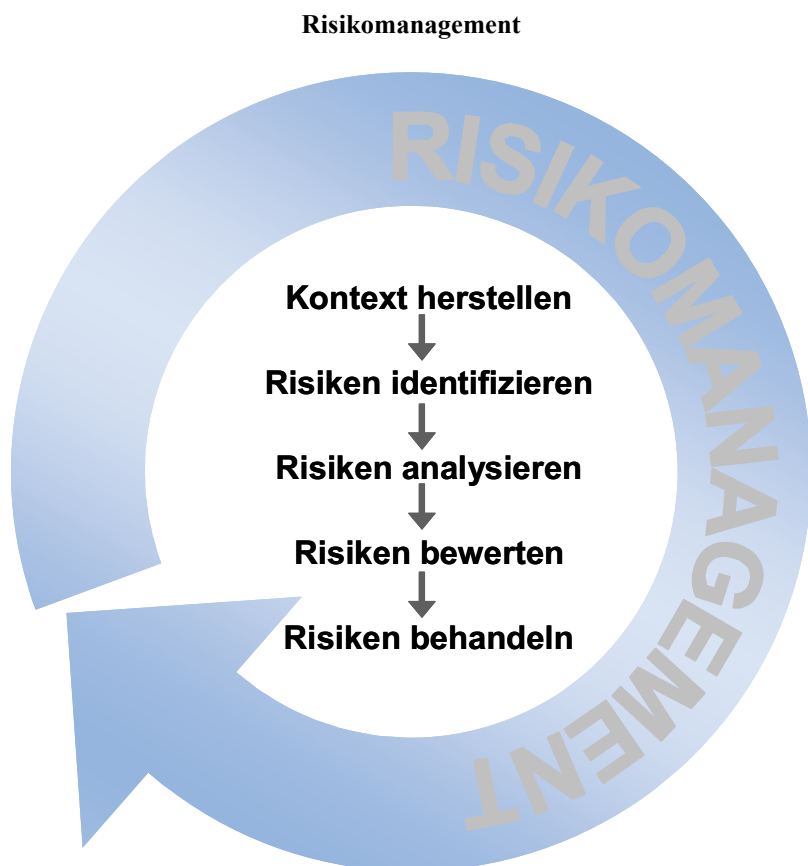 Risikomanagement
RISIKOMANAGEMENT
Kontext herstellen
Risiken identifizieren
Risiken analysieren
Risiken bewerten
Risiken behandeln